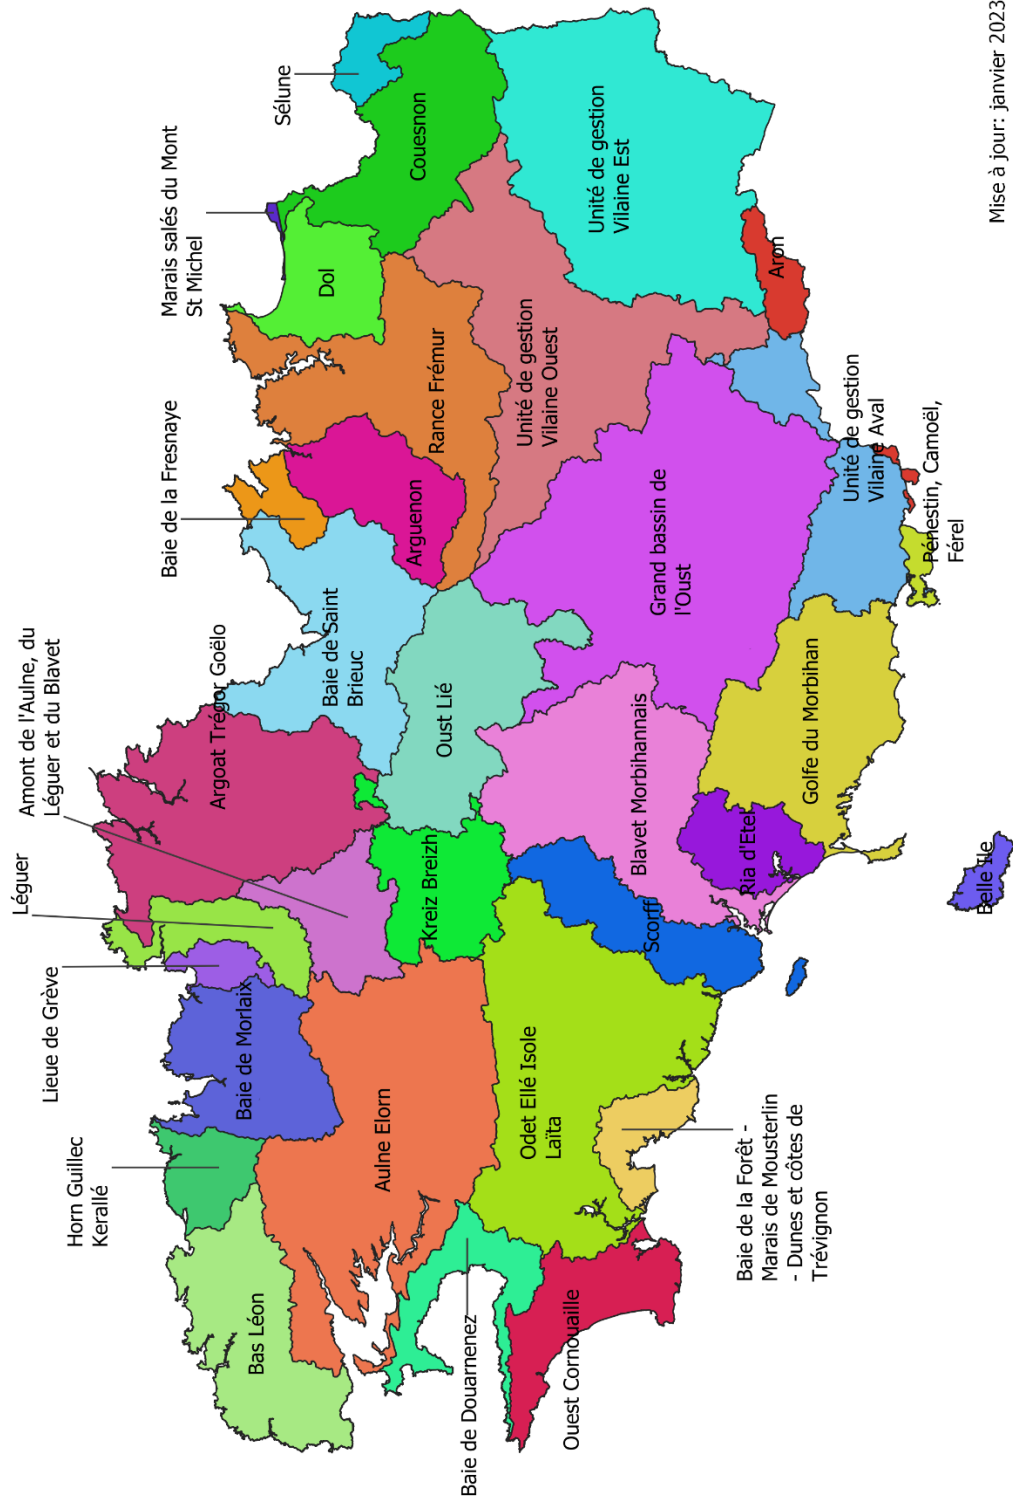 Amont de l'Aulne, du
Léguer et du Blavet
Léguer
Lieue de Grève
Horn Guillec
Kerallé
Baie de la Fresnaye
Marais salés du Mont
St Michel
Sélune
Bas Léon
Baie de Morlaix
Argoat Trégor Goëlo
Baie de Saint
Brieuc
Dol
Couesnon
Rance Frémur
Arguenon
Aulne Elorn
Kreiz Breizh
Oust Lié
Baie de Douarnenez
Ouest Cornouaille
Odet Ellé Isole
Laïta
Unité de gestion
Vilaine Ouest
Unité de gestion
Vilaine Est
Scorff
Blavet Morbihannais
Grand bassin de
l'Oust
Ria d'Etel
Golfe du Morbihan
Aron
Unité de gestion
Vilaine Aval
Baie de la Forêt -
Marais de Mousterlin
- Dunes et côtes de
Trévignon
Pénestin, Camoël,
Férel
Belle Ile
Mise à jour: janvier 2023